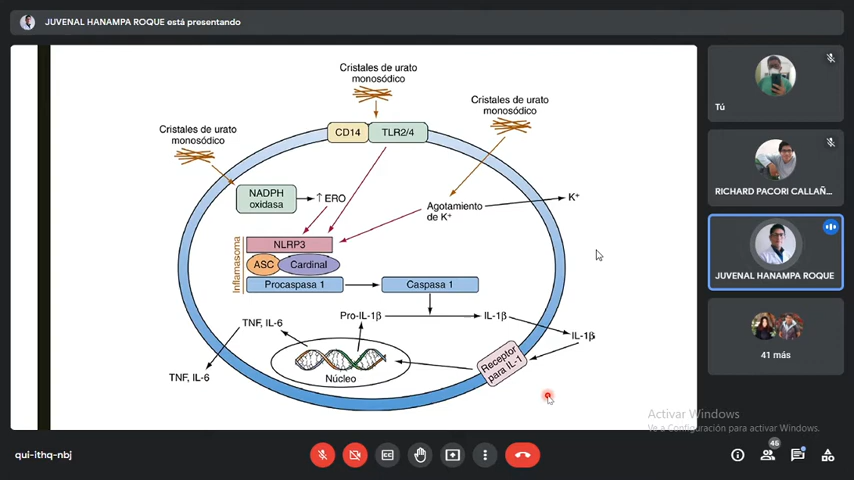 JUVENAL HANAMPA ROQUE está presentando
Cristales de urato
monosódico
Cristales de urato
monosódico
Cristales de urato
monosódico
CD14
TLR2/4
NADPH
oxidasa
↑ ERO
Agotamiento
de K+
K+
Inflamasoma
NLRP3
ASC
Cardinal
Procaspasa 1
Caspasa 1
TNF, IL-6
Pro-IL-1β
IL-1β
IL-1β
Receptor
para IL-1
Núcleo
TNF, IL-6
Tú
RICHARD PACORI CALLAÑ...
JUVENAL HANAMPA ROQUE
41 más
Activar Windows
Ve a Configuración para activar Windows.
qui-ithq-nbj
45